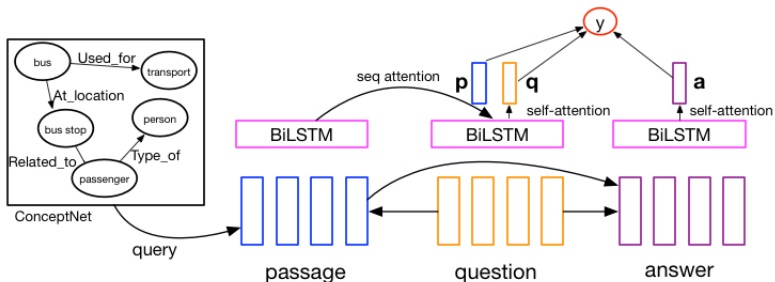 y
bus
Used_for
transport
At_location
bus stop
person
Related_to
Type_of
passenger
ConceptNet
seq attention
p
q
a
self-attention
self-attention
BiLSTM
BiLSTM
BiLSTM
query
passage
question
answer